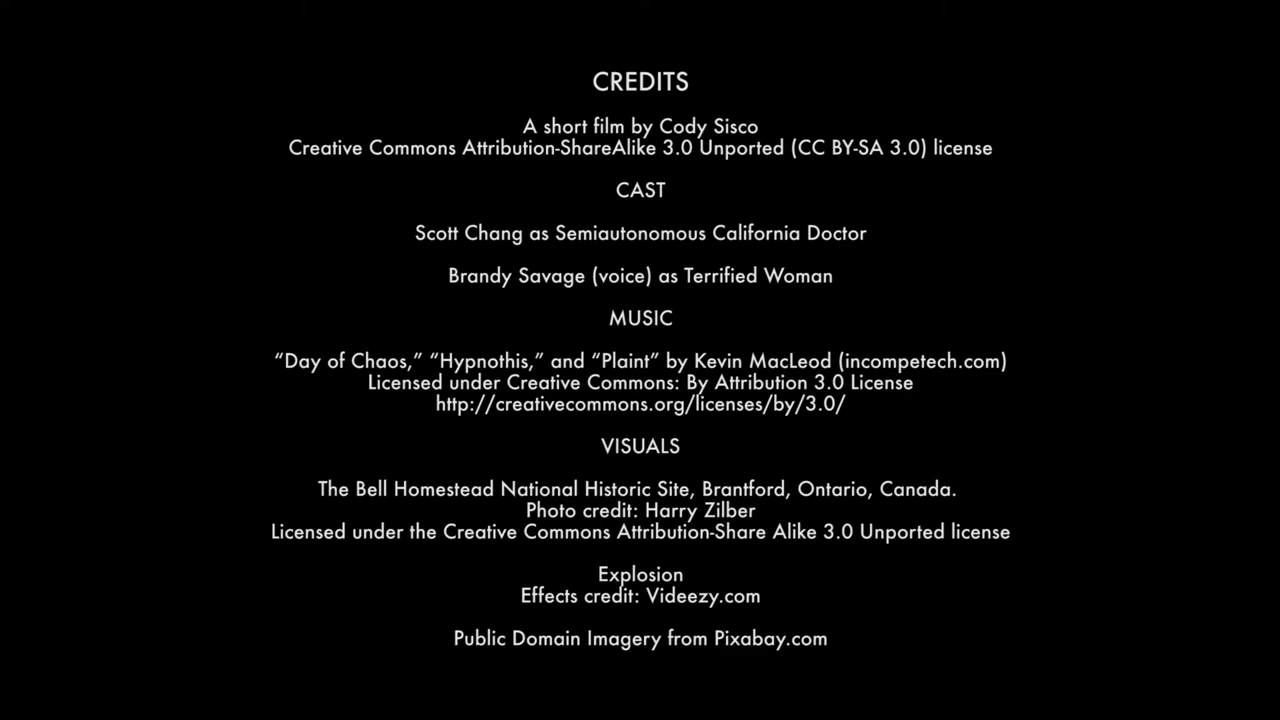 CREDITS
A short film by Cody Sisco
Creative Commons Attribution-ShareAlike 3.0 Unported (CC BY-SA 3.0) license
CAST
Scott Chang as Semiautonomous California Doctor
Brandy Savage (voice) as Terrified Woman
MUSIC
“Day of Chaos,” “Hypnothis,” and “Plaint” by Kevin MacLeod (incompetech.com)
Licensed under Creative Commons: By Attribution 3.0 License
http://creativecommons.org/licenses/by/3.0/
VISUALS
The Bell Homestead National Historic Site, Brantford, Ontario, Canada.
Photo credit: Harry Zilber
Licensed under the Creative Commons Attribution-Share Alike 3.0 Unported license
Explosion
Effects credit: Videezy.com
Public Domain Imagery from Pixabay.com